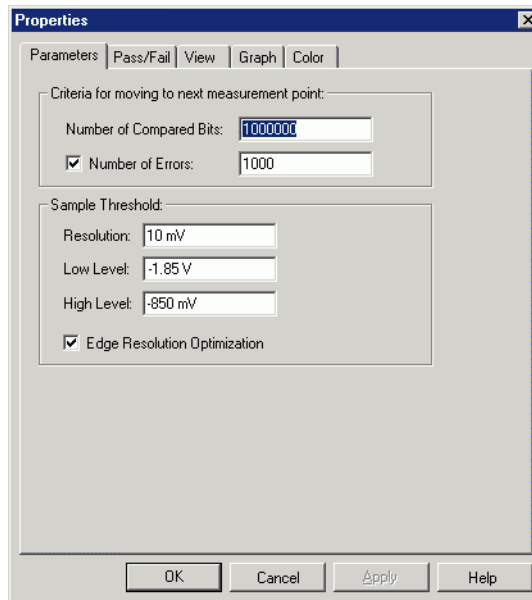 Properties
Parameters Pass/Fail View Graph Color
Criteria for moving to next measurement point:
Number of Compared Bits: 1000000
Number of Errors: 1000
Sample Threshold:
Resolution: 10 mV
Low Level: -1.85 V
High Level: -850 mV
Edge Resolution Optimization
OK Cancel Apply Help